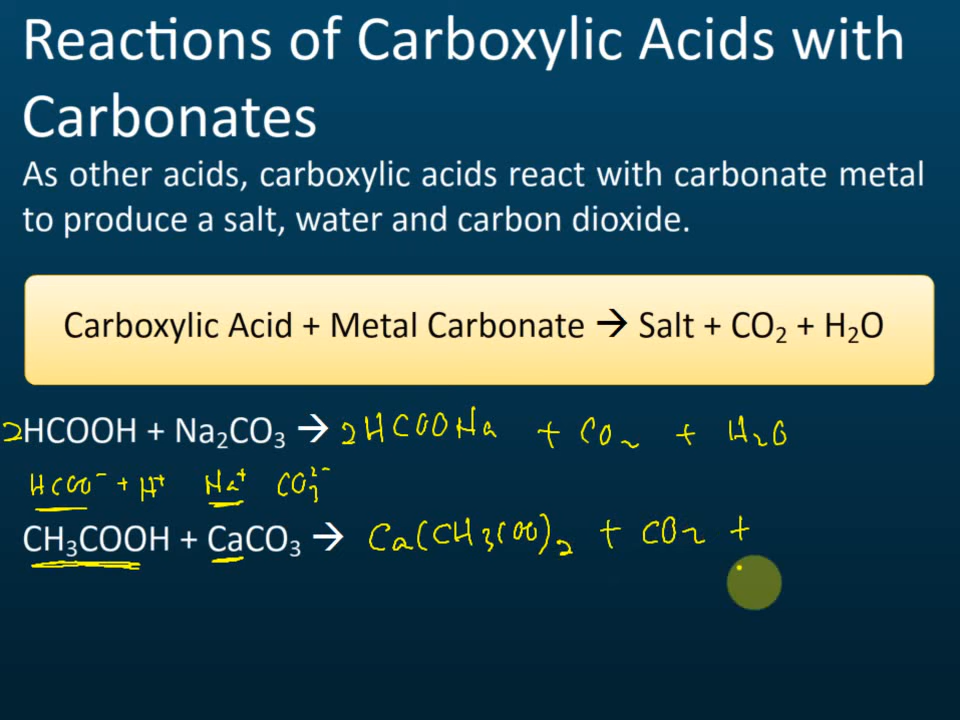 Reactions of Carboxylic Acids with
Carbonates
As other acids, carboxylic acids react with carbonate metal
to produce a salt, water and carbon dioxide.
Carboxylic Acid + Metal Carbonate → Salt + CO₂ + H₂O
2HCOOH + Na₂CO₃ → 2HCOONa + CO₂ + H₂O
HCOO⁻ + H⁺ Na⁺ CO₃²⁻
CH₃COOH + CaCO₃ → Ca(CH₃COO)₂ + CO₂ +